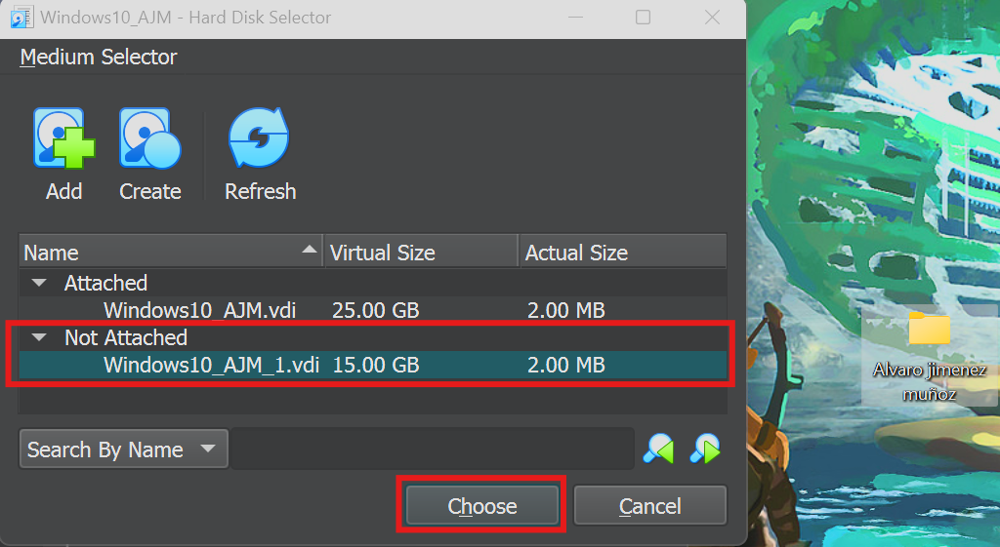 Windows10_AJM - Hard Disk Selector
Medium Selector
Add Create Refresh
Name Virtual Size Actual Size
Attached
Windows10_AJM.vdi 25.00 GB 2.00 MB
Not Attached
Windows10_AJM_1.vdi 15.00 GB 2.00 MB
Search By Name
Choose Cancel
Alvaro jimenez
muñoz